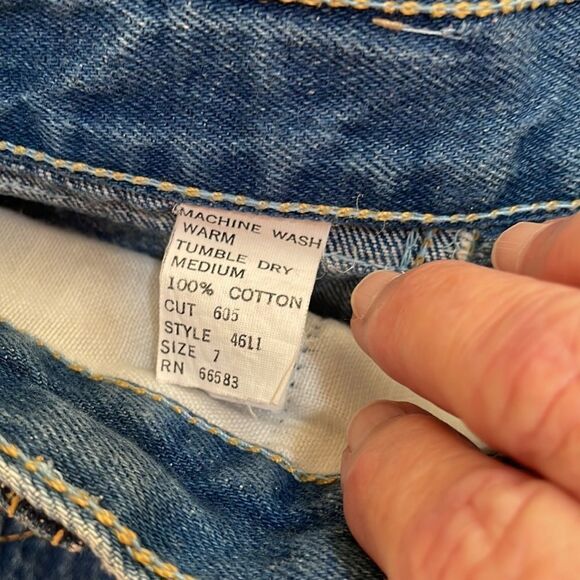 MACHINE WASH
WARM
TUMBLE DRY
MEDIUM
100% COTTON
CUT 605
STYLE 4611
SIZE 7
RN 66583